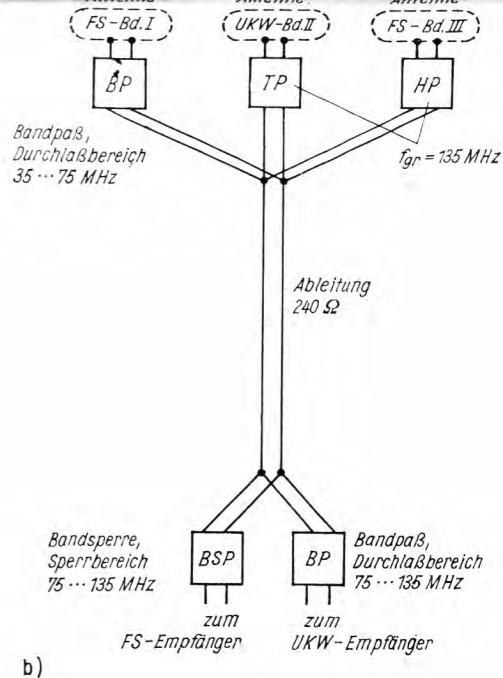 Antenne
FS-Bd.I
UKW-Bd.II
FS-Bd.III
BP
TP
HP
Bandpaß,
Durchlaßbereich
35···75 MHz
fgr = 135 MHz
Ableitung
240 Ω
Bandsperre,
Sperrbereich
75···135 MHz
BSP
BP
Bandpaß,
Durchlaßbereich
75···135 MHz
zum
FS-Empfänger
zum
UKW-Empfänger
b)